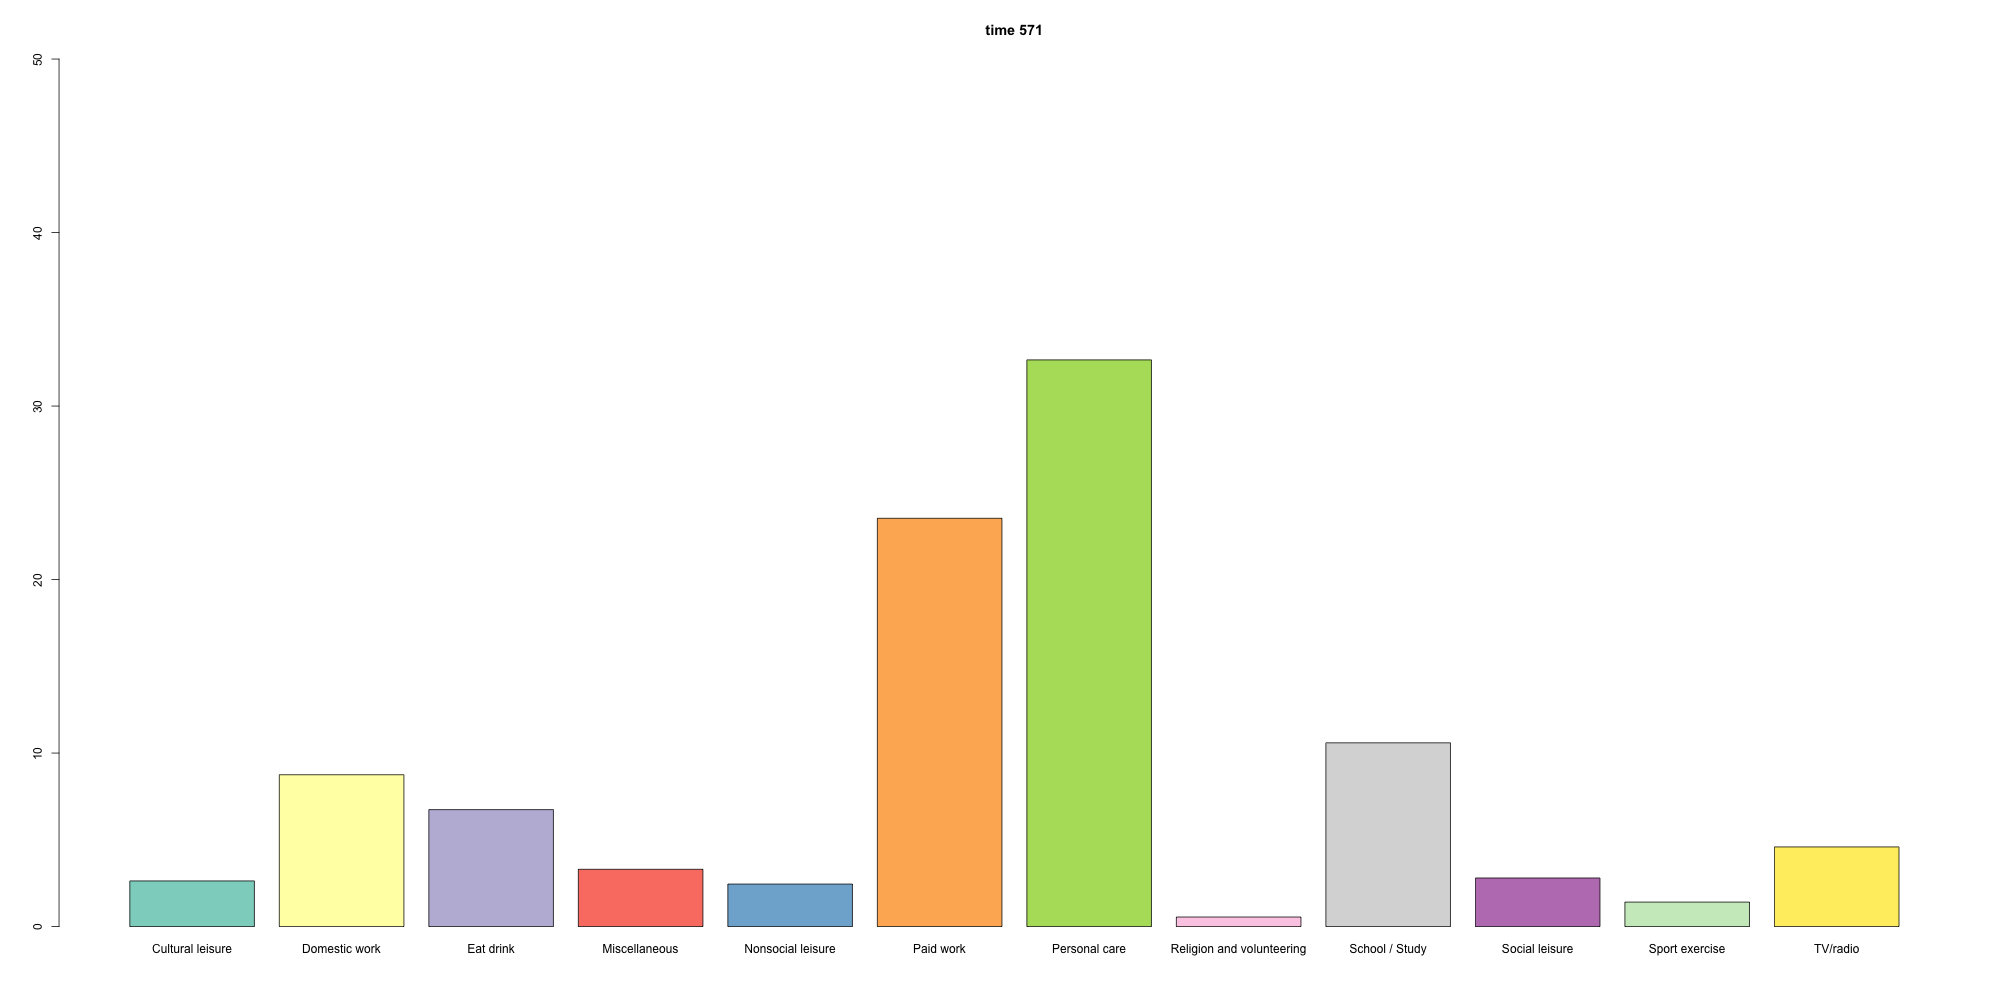 time 571
50
40
30
20
10
0
Cultural leisure
Domestic work
Eat drink
Miscellaneous
Nonsocial leisure
Paid work
Personal care
Religion and volunteering
School / Study
Social leisure
Sport exercise
TV/radio